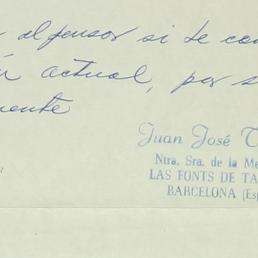 al pensar si te con
actual, por s
mente
Juan José T
Ntra. Sra. de la Me
LAS FONTS DE TA
BARCELONA (Esp